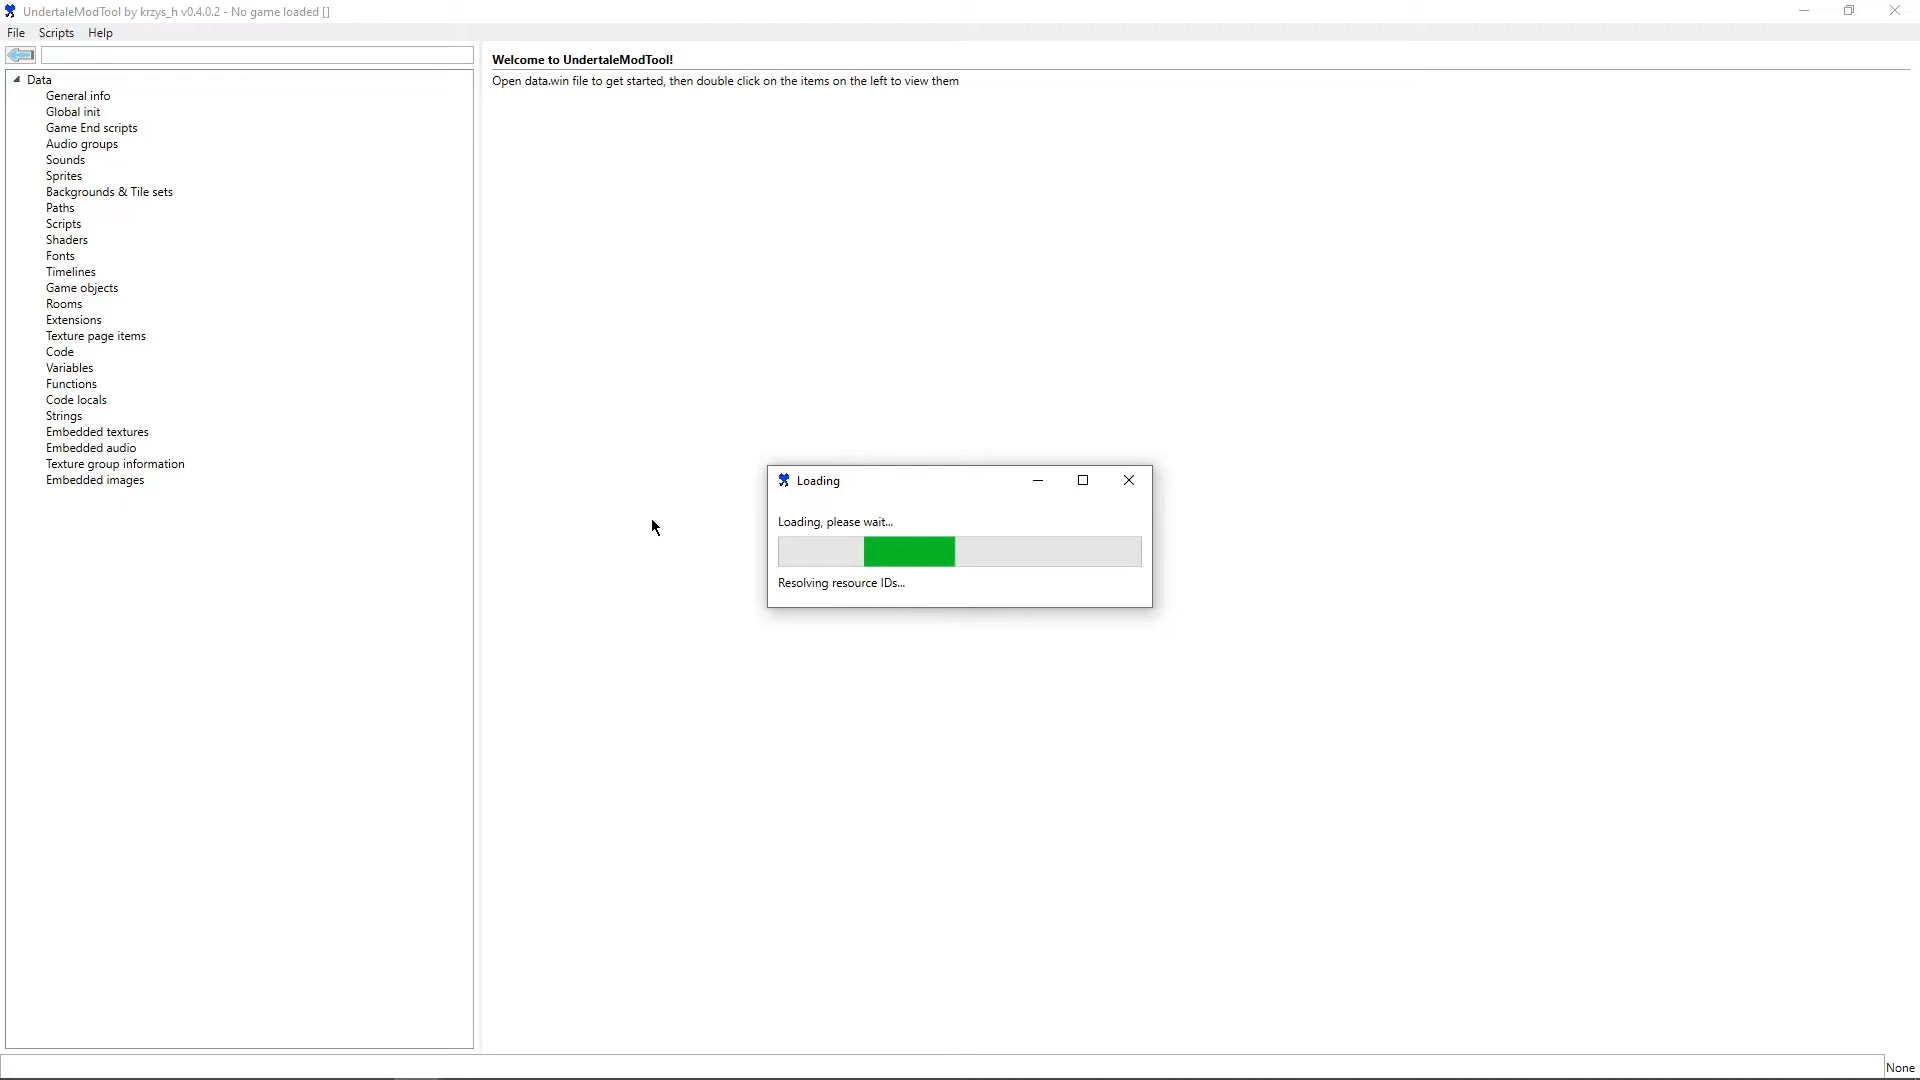 UndertaleModTool by krzys_h v0.4.0.2 - No game loaded []
File Scripts Help
Data
General info
Global init
Game End scripts
Audio groups
Sounds
Sprites
Backgrounds & Tile sets
Paths
Scripts
Shaders
Fonts
Timelines
Game objects
Rooms
Extensions
Texture page items
Code
Variables
Functions
Code locals
Strings
Embedded textures
Embedded audio
Texture group information
Embedded images
Welcome to UndertaleModTool!
Open data.win file to get started, then double click on the items on the left to view them
Loading
Loading, please wait...
Resolving resource IDs...
None